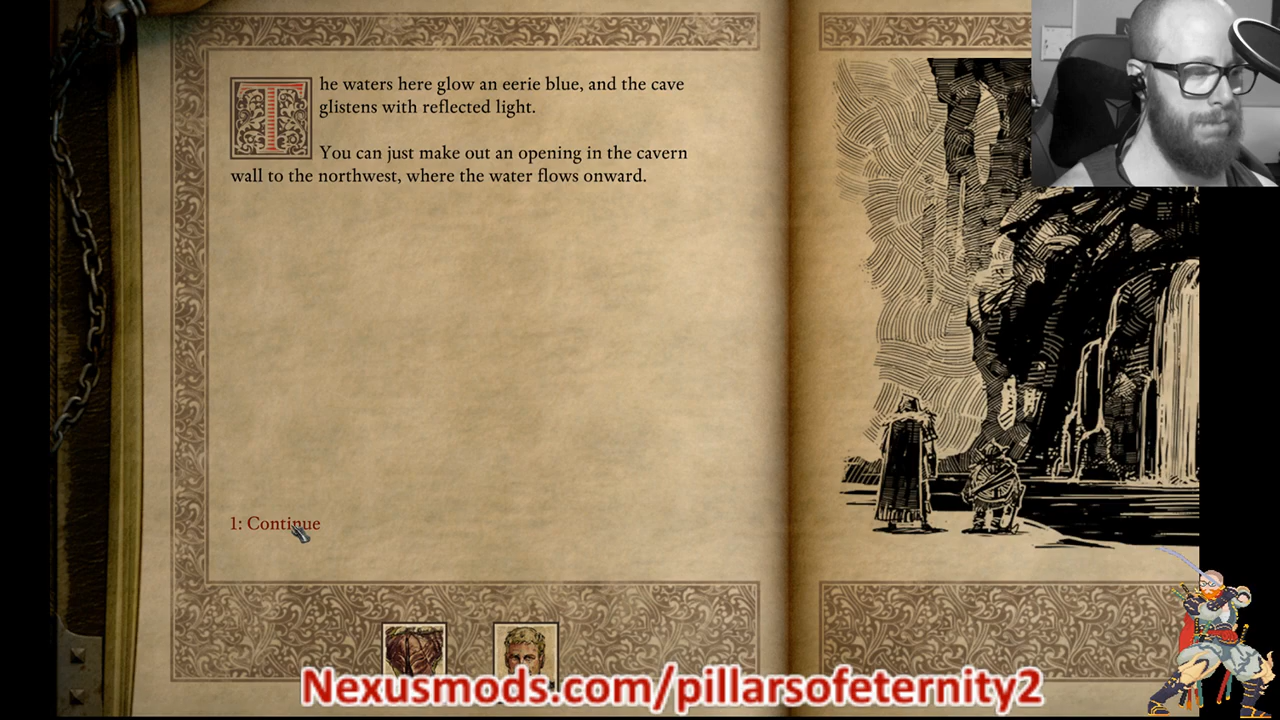 The waters here glow an eerie blue, and the cave
glistens with reflected light.
You can just make out an opening in the cavern
wall to the northwest, where the water flows onward.
1: Continue
Nexusmods.com/pillarsofeternity2